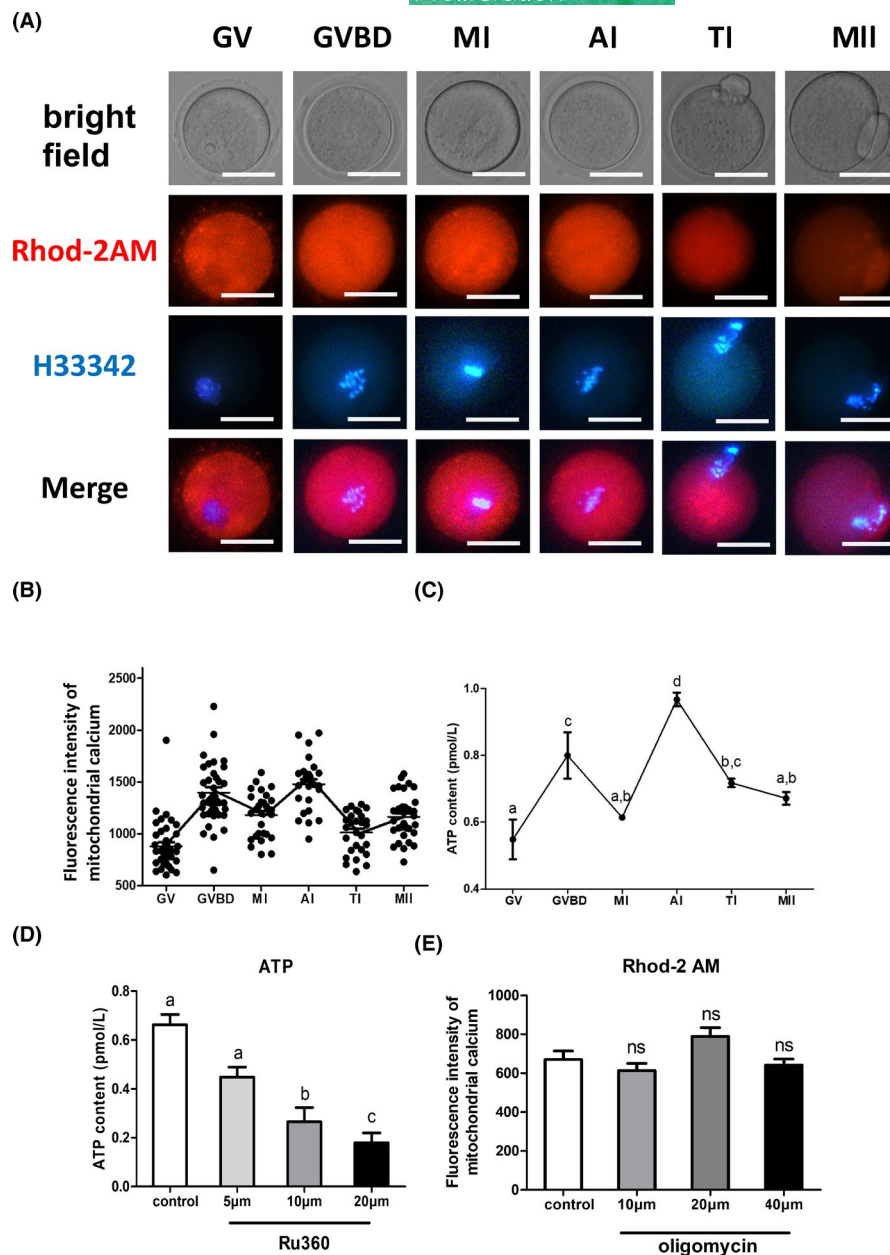 (A)
GV GVBD MI AI TI MII
bright
field
Rhod-2AM
H33342
Merge
(B)
Fluorescence intensity of
mitochondrial calcium
2500
2000
1500
1000
500
GV GVBD MI AI TI MII
(C)
ATP content (pmol/L)
1.0
0.8
0.6
0.4
a c a,b d b,c a,b
GV GVBD MI AI TI MII
(D)
ATP
ATP content (pmol/L)
0.8
0.6
0.4
0.2
0.0
a a b c
control 5µm 10µm 20µm
Ru360
(E)
Rhod-2 AM
Fluorescence intensity of
mitochondrial calcium
1000
800
600
400
200
0
ns ns ns
control 10µm 20µm 40µm
oligomycin